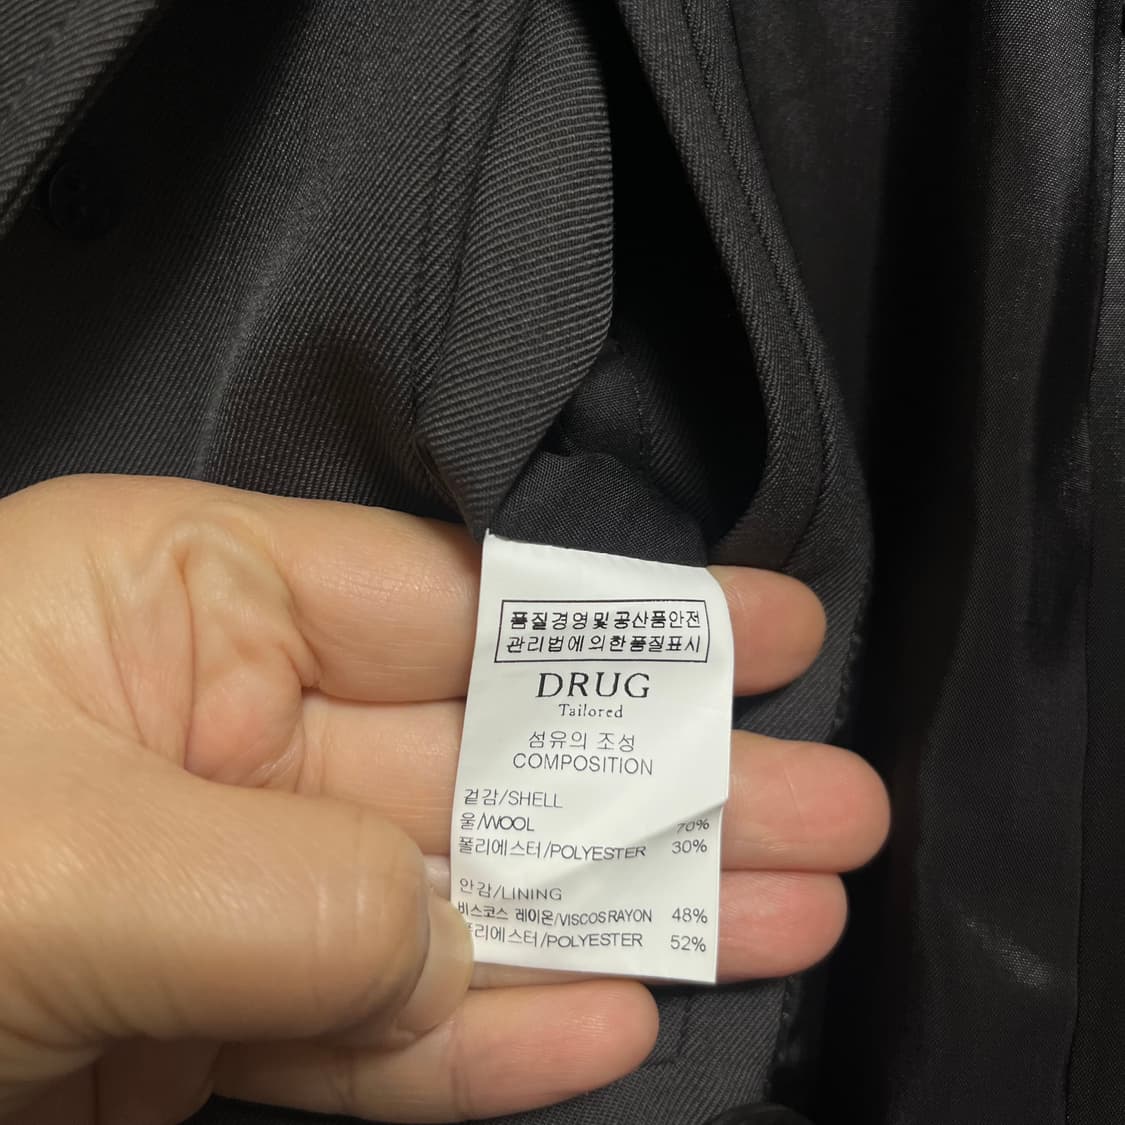 품질경영및공산품안전
관리법에의한품질표시
DRUG
Tailored
섬유의 조성
COMPOSITION
겉감/SHELL
울/WOOL 70%
폴리에스터/POLYESTER 30%
안감/LINING
비스코스 레이온/VISCOS RAYON 48%
폴리에스터/POLYESTER 52%